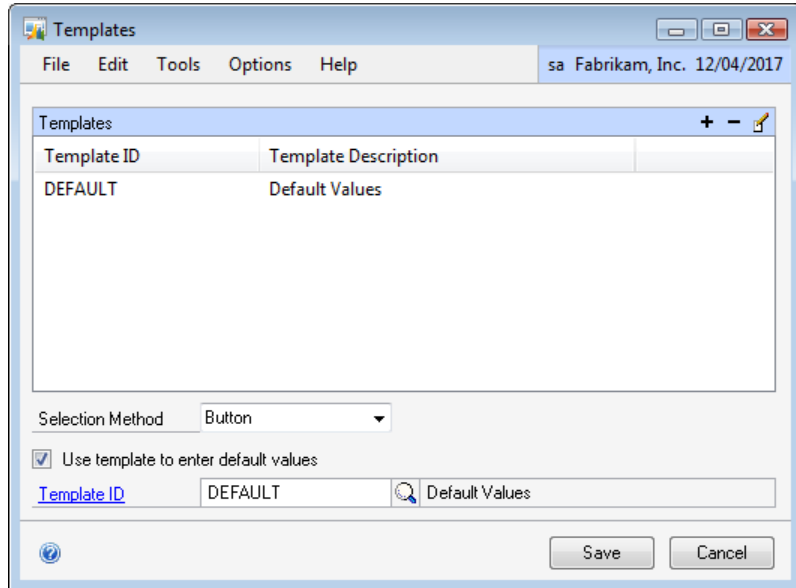 Templates
File Edit Tools Options Help sa Fabrikam, Inc. 12/04/2017
Templates
Template ID Template Description
DEFAULT Default Values
Selection Method Button
Use template to enter default values
Template ID DEFAULT Default Values
Save Cancel